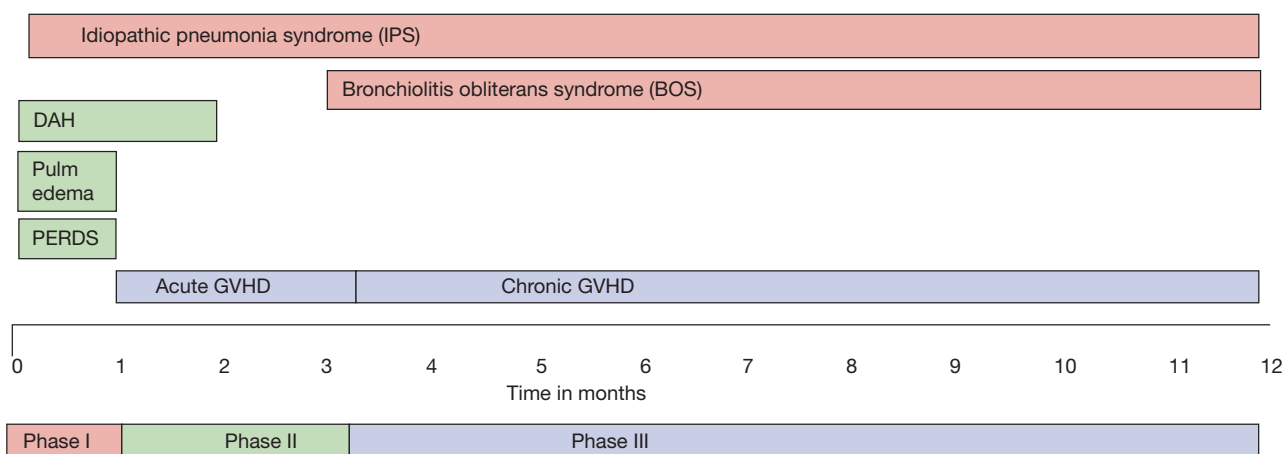 Idiopathic pneumonia syndrome (IPS)
Bronchiolitis obliterans syndrome (BOS)
DAH
Pulm
edema
PERDS
Acute GVHD Chronic GVHD
0 1 2 3 4 5 6 7 8 9 10 11 12
Time in months
Phase I Phase II Phase III